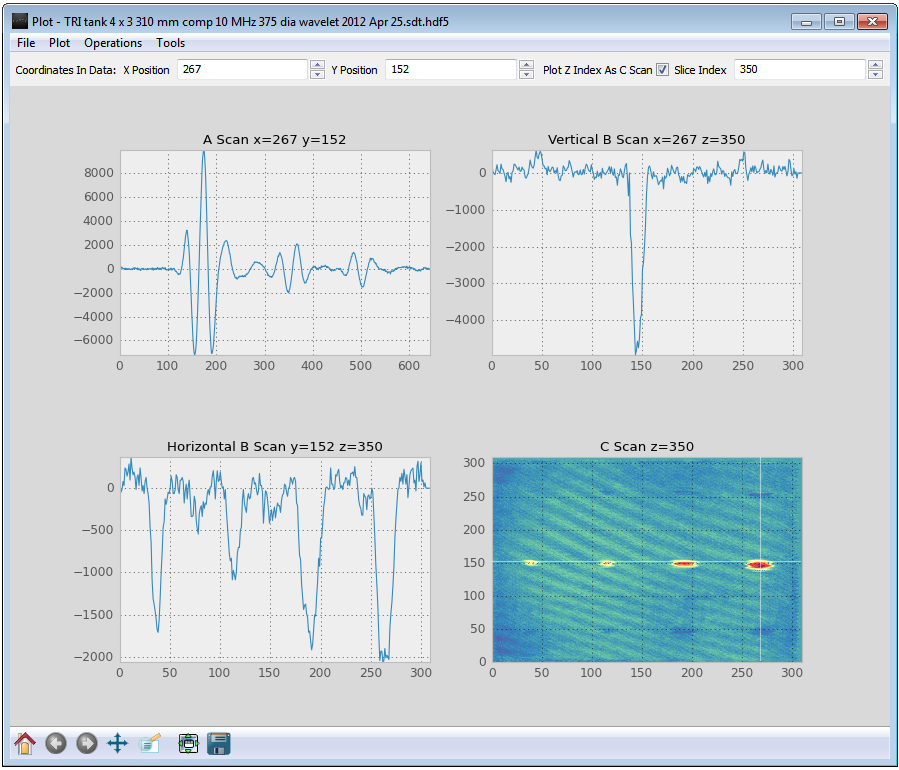 Plot - TRI tank 4 x 3 310 mm comp 10 MHz 375 dia wavelet 2012 Apr 25.sdt.hdf5
File Plot Operations Tools
Coordinates In Data: X Position 267 Y Position 152 Plot Z Index As C Scan Slice Index 350
A Scan x=267 y=152
8000
6000
4000
2000
0
−2000
−4000
−6000
0 100 200 300 400 500 600
Vertical B Scan x=267 z=350
0
−1000
−2000
−3000
−4000
0 50 100 150 200 250 300
Horizontal B Scan y=152 z=350
0
−500
−1000
−1500
−2000
0 50 100 150 200 250 300
C Scan z=350
300
250
200
150
100
50
0
0 50 100 150 200 250 300